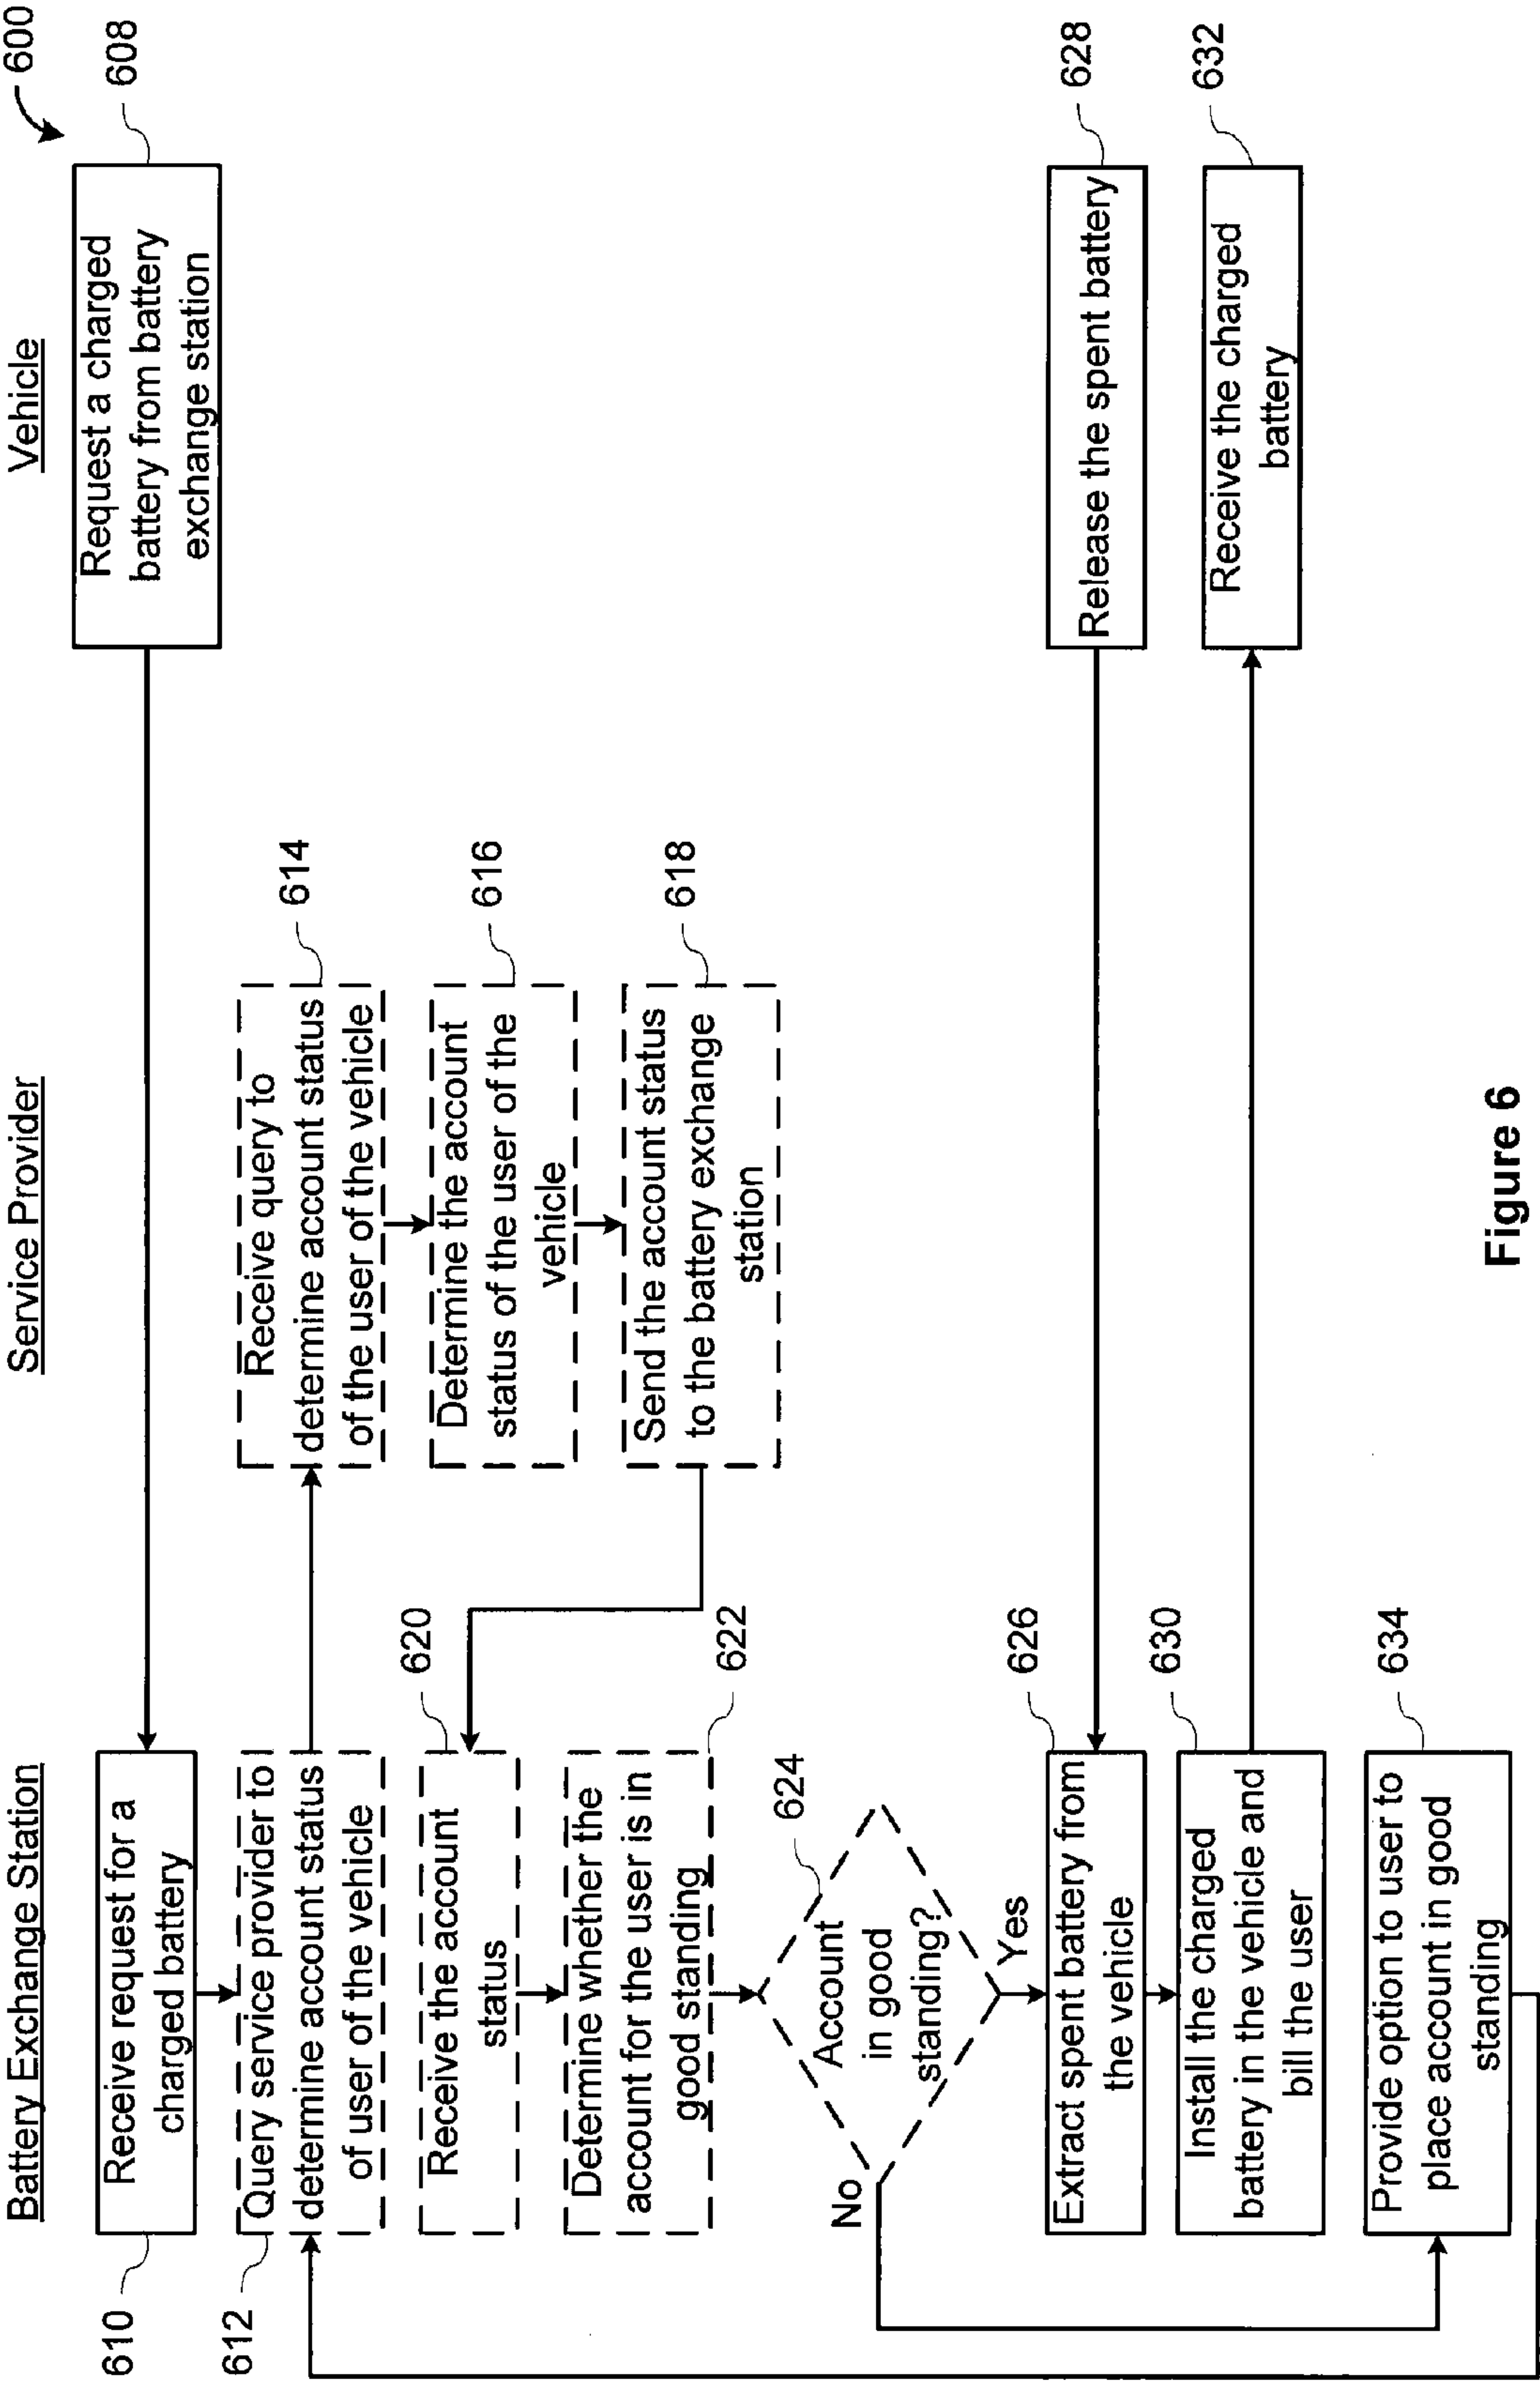 600
Battery Exchange Station
Service Provider
Vehicle
608
Request a charged
battery from battery
exchange station
610
Receive request for a
charged battery
612
Query service provider to
determine account status
of user of the vehicle
614
Receive query to
determine account status
of the user of the vehicle
616
Determine the account
status of the user of the
vehicle
618
Send the account status
to the battery exchange
station
620
Receive the account
status
622
Determine whether the
account for the user is in
good standing
624
Account
in good
standing?
No
Yes
626
Extract spent battery from
the vehicle
628
Release the spent battery
630
Install the charged
battery in the vehicle and
bill the user
632
Receive the charged
battery
634
Provide option to user to
place account in good
standing
Figure 6